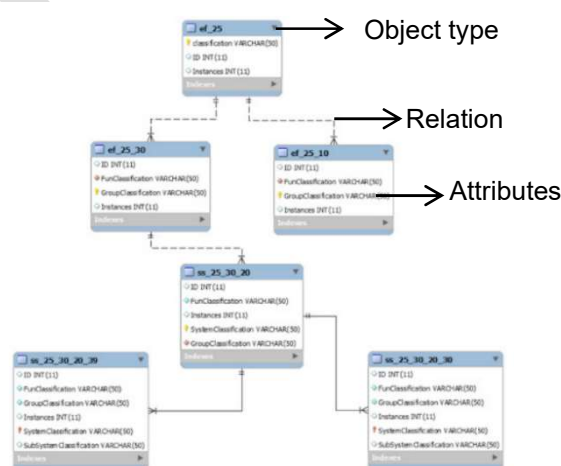 ef_25
classification VARCHAR(50)
ID INT(11)
Instances INT(11)
Indexes
Object type
Relation
ef_25_30
ID INT(11)
FunClassification VARCHAR(50)
GroupClassification VARCHAR(50)
Instances INT(11)
Indexes
ef_25_10
ID INT(11)
FunClassification VARCHAR(50)
GroupClassification VARCHAR(50)
Instances INT(11)
Indexes
Attributes
ss_25_30_20
ID INT(11)
FunClassification VARCHAR(50)
Instances INT(11)
SystemClassification VARCHAR(50)
GroupClassification VARCHAR(50)
Indexes
ss_25_30_20_39
ID INT(11)
FunClassification VARCHAR(50)
GroupClassification VARCHAR(50)
Instances INT(11)
SystemClassification VARCHAR(50)
SubSystemClassification VARCHAR(50)
Indexes
ss_25_30_20_30
ID INT(11)
FunClassification VARCHAR(50)
GroupClassification VARCHAR(50)
Instances INT(11)
SystemClassification VARCHAR(50)
SubSystemClassification VARCHAR(50)
Indexes